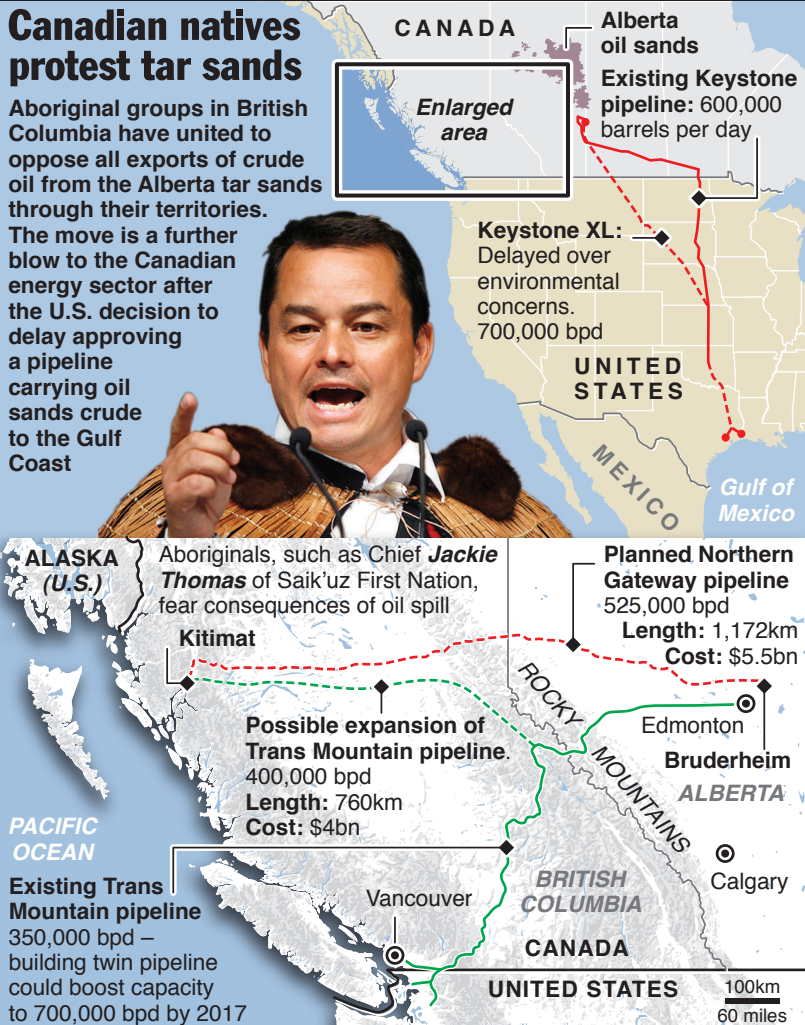 Canadian natives
protest tar sands
Aboriginal groups in British
Columbia have united to
oppose all exports of crude
oil from the Alberta tar sands
through their territories.
The move is a further
blow to the Canadian
energy sector after
the U.S. decision to
delay approving
a pipeline
carrying oil
sands crude
to the Gulf
Coast
CANADA
Alberta
oil sands
Enlarged
area
Existing Keystone
pipeline: 600,000
barrels per day
Keystone XL:
Delayed over
environmental
concerns.
700,000 bpd
UNITED
STATES
MEXICO
Gulf of
Mexico
ALASKA
(U.S.)
Aboriginals, such as Chief Jackie
Thomas of Saik'uz First Nation,
fear consequences of oil spill
Kitimat
Planned Northern
Gateway pipeline
525,000 bpd
Length: 1,172km
Cost: $5.5bn
ROCKY
MOUNTAINS
Possible expansion of
Trans Mountain pipeline.
400,000 bpd
Length: 760km
Cost: $4bn
Edmonton
Bruderheim
ALBERTA
PACIFIC
OCEAN
Existing Trans
Mountain pipeline
350,000 bpd –
building twin pipeline
could boost capacity
to 700,000 bpd by 2017
Vancouver
BRITISH
COLUMBIA
Calgary
CANADA
UNITED STATES
100km
60 miles